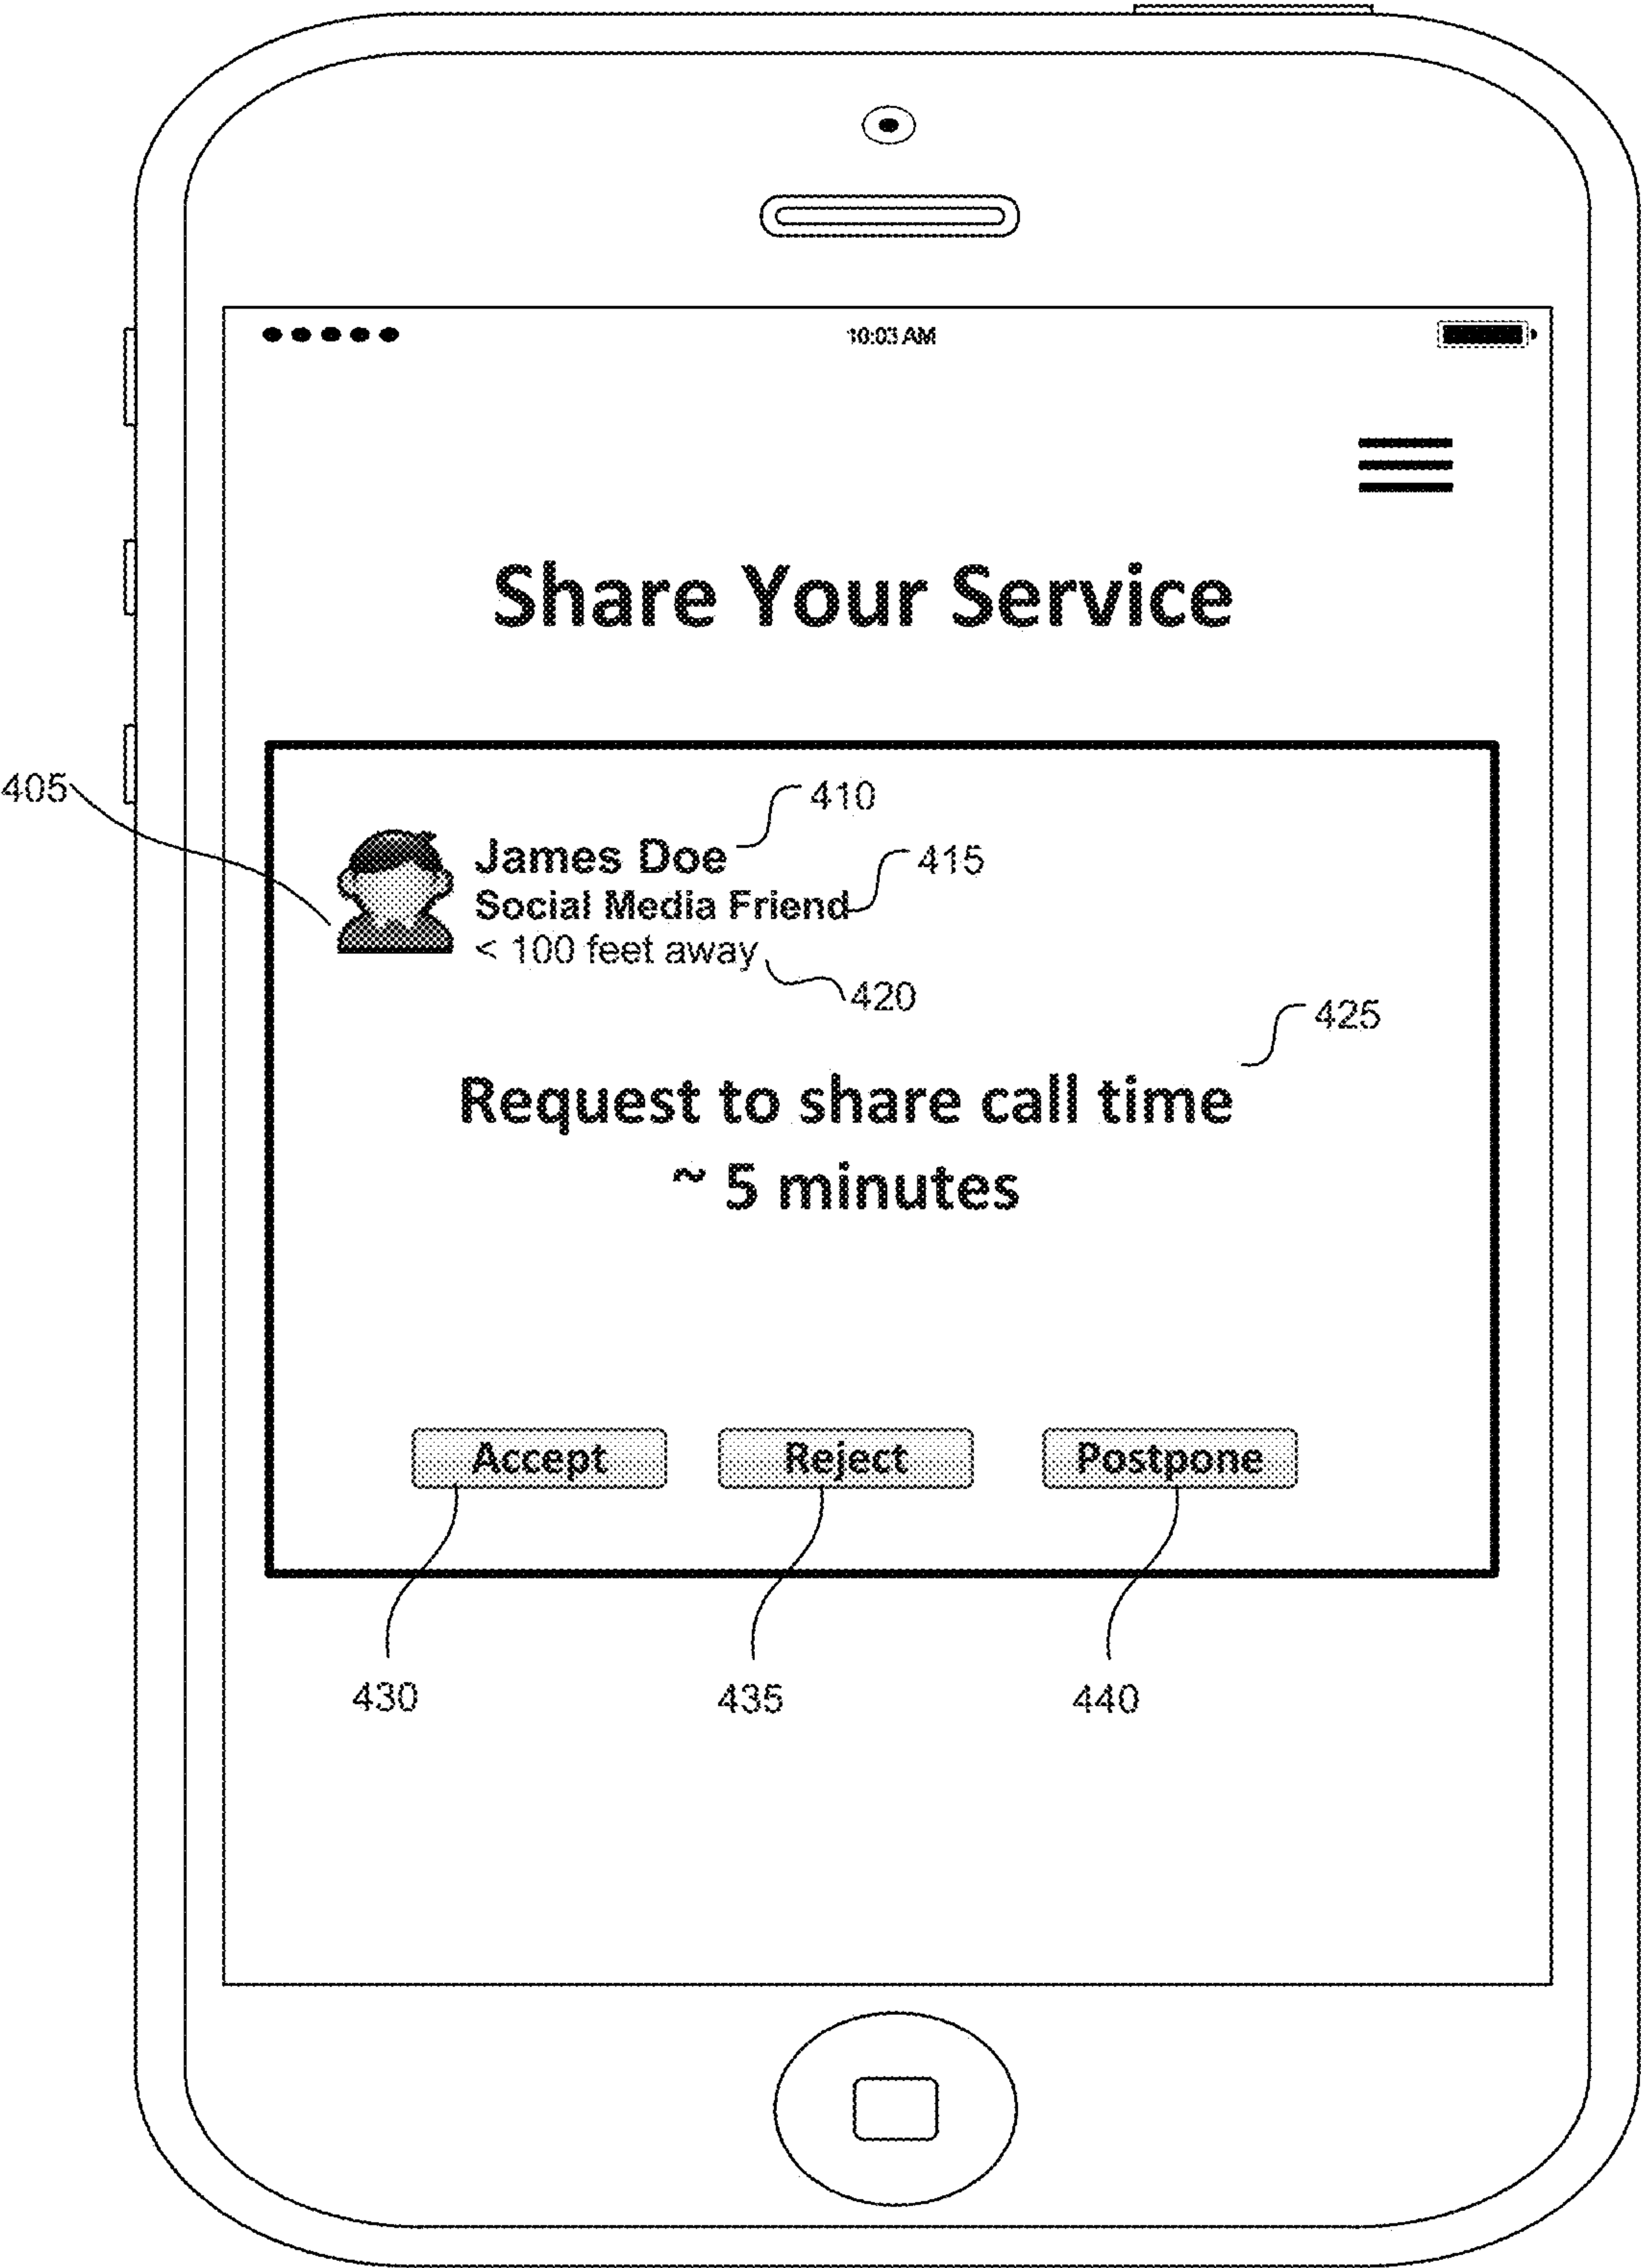 10:03 AM
Share Your Service
405
410
James Doe
415
Social Media Friend
< 100 feet away
420
425
Request to share call time
~ 5 minutes
Accept Reject Postpone
430 435 440